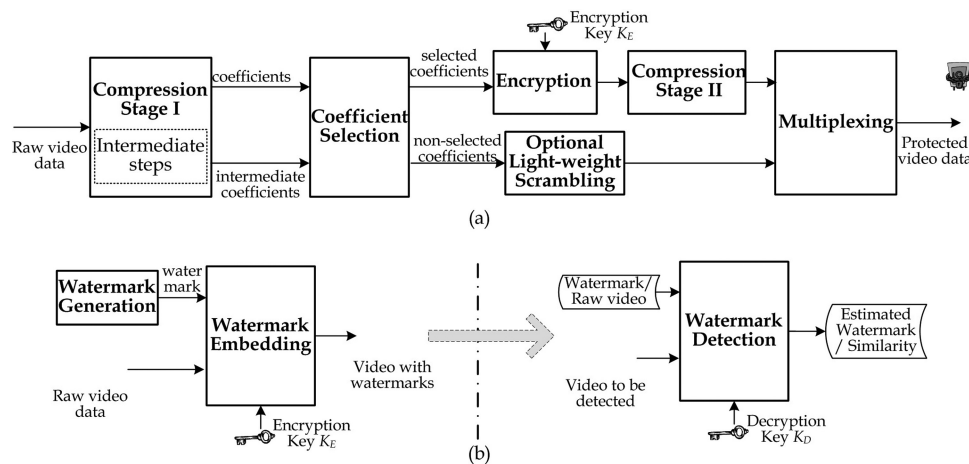 (a)
Raw video
data
Compression
Stage I
Intermediate
steps
coefficients
intermediate
coefficients
Coefficient
Selection
selected
coefficients
non-selected
coefficients
Encryption
Key KE
Encryption
Compression
Stage II
Optional
Light-weight
Scrambling
Multiplexing
Protected
video data
(a)
Watermark
Generation
water
mark
Raw video
data
Watermark
Embedding
Encryption
Key KE
Video with
watermarks
Watermark/
Raw video
Video to be
detected
Watermark
Detection
Decryption
Key KD
Estimated
Watermark
/ Similarity
(b)